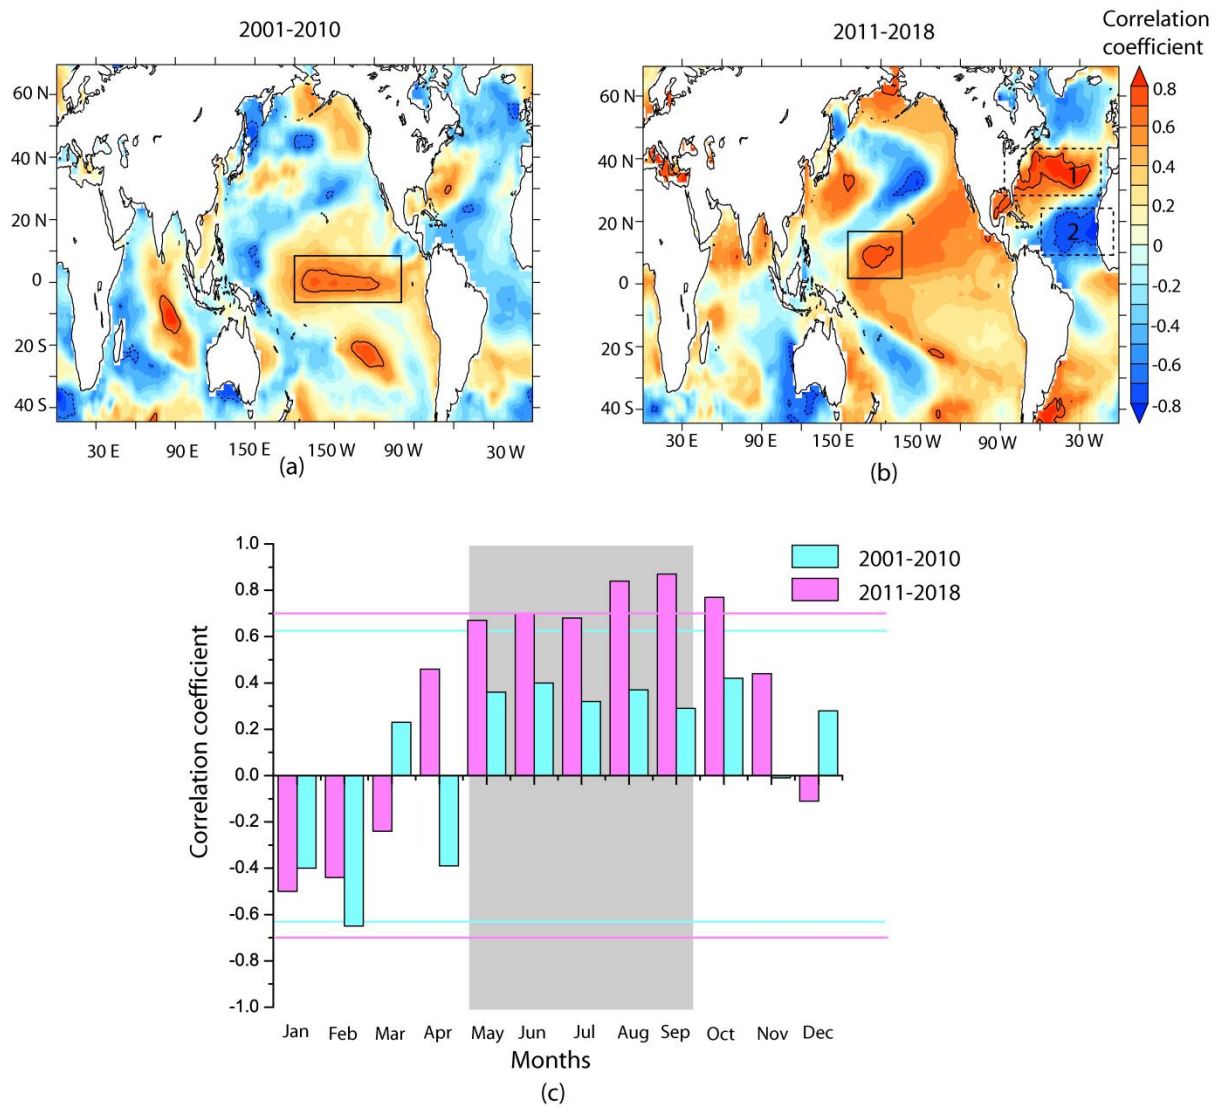 2001-2010
2011-2018
Correlation
coefficient
60 N
40 N
20 N
0
20 S
40 S
30 E 90 E 150 E 150 W 90 W 30 W
(a)
60 N
40 N
20 N
0
20 S
40 S
1
2
30 E 90 E 150 E 150 W 90 W 30 W
(b)
0.8
0.6
0.4
0.2
0
-0.2
-0.4
-0.6
-0.8
1.0
0.8
0.6
0.4
0.2
0.0
-0.2
-0.4
-0.6
-0.8
-1.0
Correlation coefficient
2001-2010
2011-2018
Jan Feb Mar Apr May Jun Jul Aug Sep Oct Nov Dec
Months
(c)